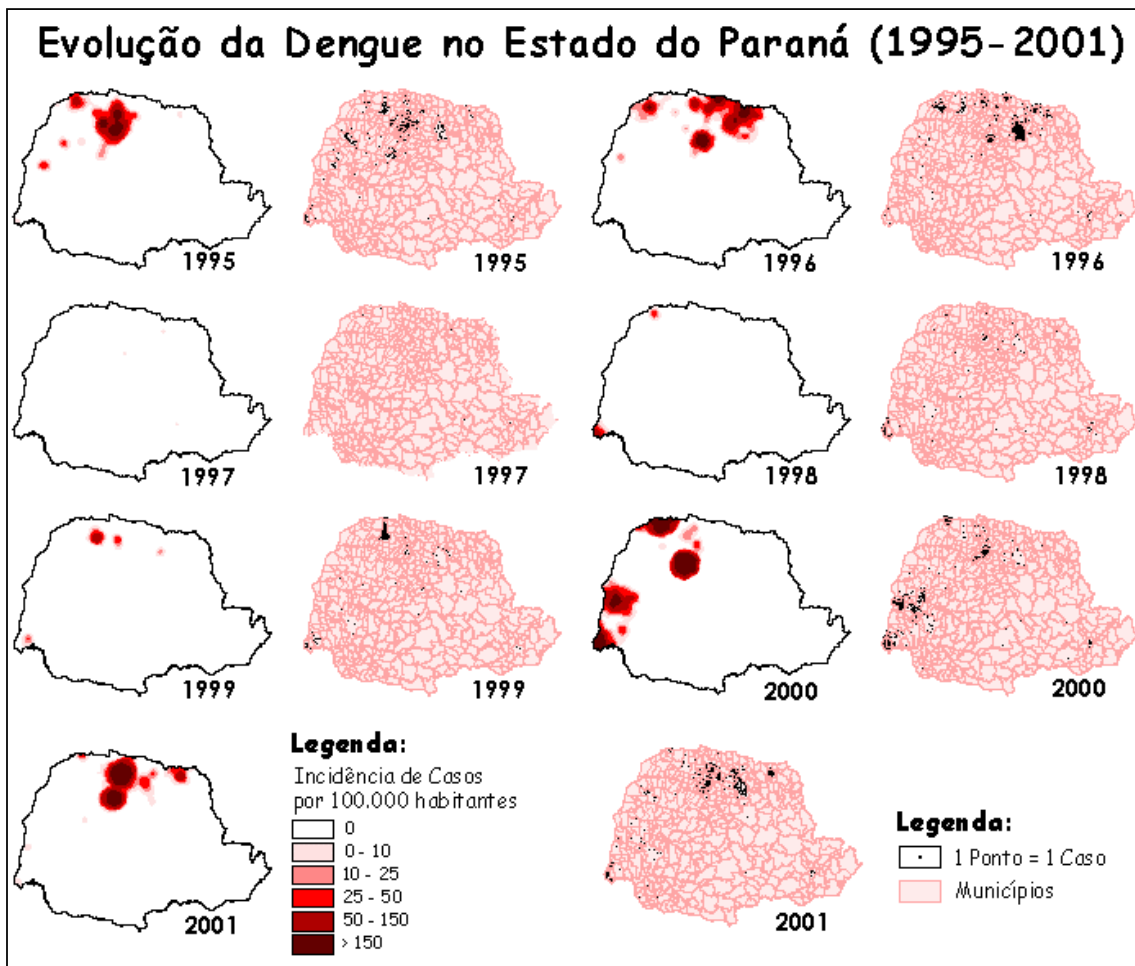 Evolução da Dengue no Estado do Paraná (1995-2001)
1995
1995
1996
1996
1997
1997
1998
1998
1999
1999
2000
2000
2001
Legenda:
Incidência de Casos
por 100.000 habitantes
0
0 - 10
10 - 25
25 - 50
50 - 150
> 150
2001
Legenda:
1 Ponto = 1 Caso
Municípios